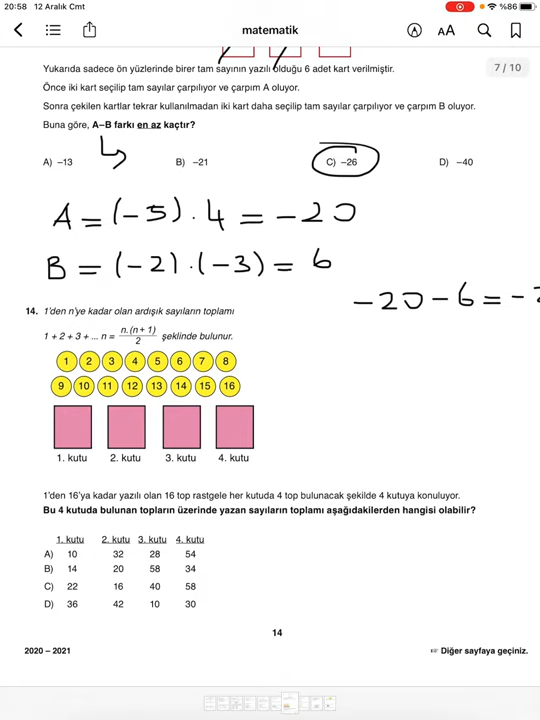 20:58 12 Aralık Cmt %86
AA matematik
7 / 10
Yukarıda sadece ön yüzlerinde birer tam sayının yazılı olduğu 6 adet kart verilmiştir.
Önce iki kart seçilip tam sayılar çarpılıyor ve çarpım A oluyor.
Sonra çekilen kartlar tekrar kullanılmadan iki kart daha seçilip tam sayılar çarpılıyor ve çarpım B oluyor.
Buna göre, A–B farkı en az kaçtır?
A) –13 B) –21 C) –26 D) –40
A = (-5) . 4 = -20
B = (-2) . (-3) = 6
-20 - 6 = -2
14. 1'den n'ye kadar olan ardışık sayıların toplamı
1 + 2 + 3 + ... n = n.(n + 1) / 2 şeklinde bulunur.
1 2 3 4 5 6 7 8
9 10 11 12 13 14 15 16
1. kutu 2. kutu 3. kutu 4. kutu
1'den 16'ya kadar yazılı olan 16 top rastgele her kutuda 4 top bulunacak şekilde 4 kutuya konuluyor.
Bu 4 kutuda bulunan topların üzerinde yazan sayıların toplamı aşağıdakilerden hangisi olabilir?
1. kutu 2. kutu 3. kutu 4. kutu
A) 10 32 28 54
B) 14 20 58 34
C) 22 16 40 58
D) 36 42 10 30
14
2020 – 2021
☞ Diğer sayfaya geçiniz.